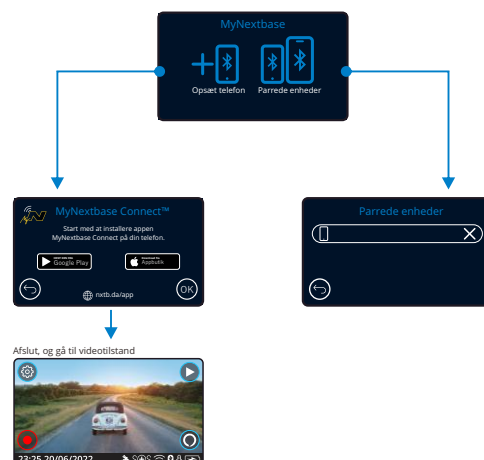 MyNextbase
Opsæt telefon Parrede enheder
MyNextbase Connect™
Start med at installere appen
MyNextbase Connect på din telefon.
Google Play
Appbutik
OK
nxtb.da/app
Parrede enheder
Afslut, og gå til videotilstand
23:25 20/06/2022
SOS